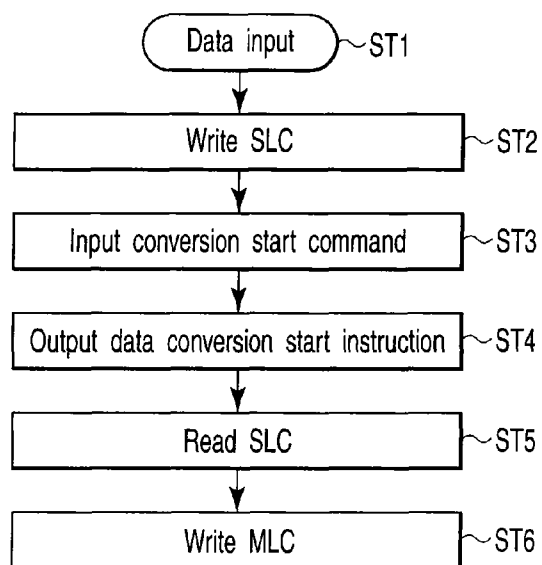 Data input ST1
Write SLC ST2
Input conversion start command ST3
Output data conversion start instruction ST4
Read SLC ST5
Write MLC ST6